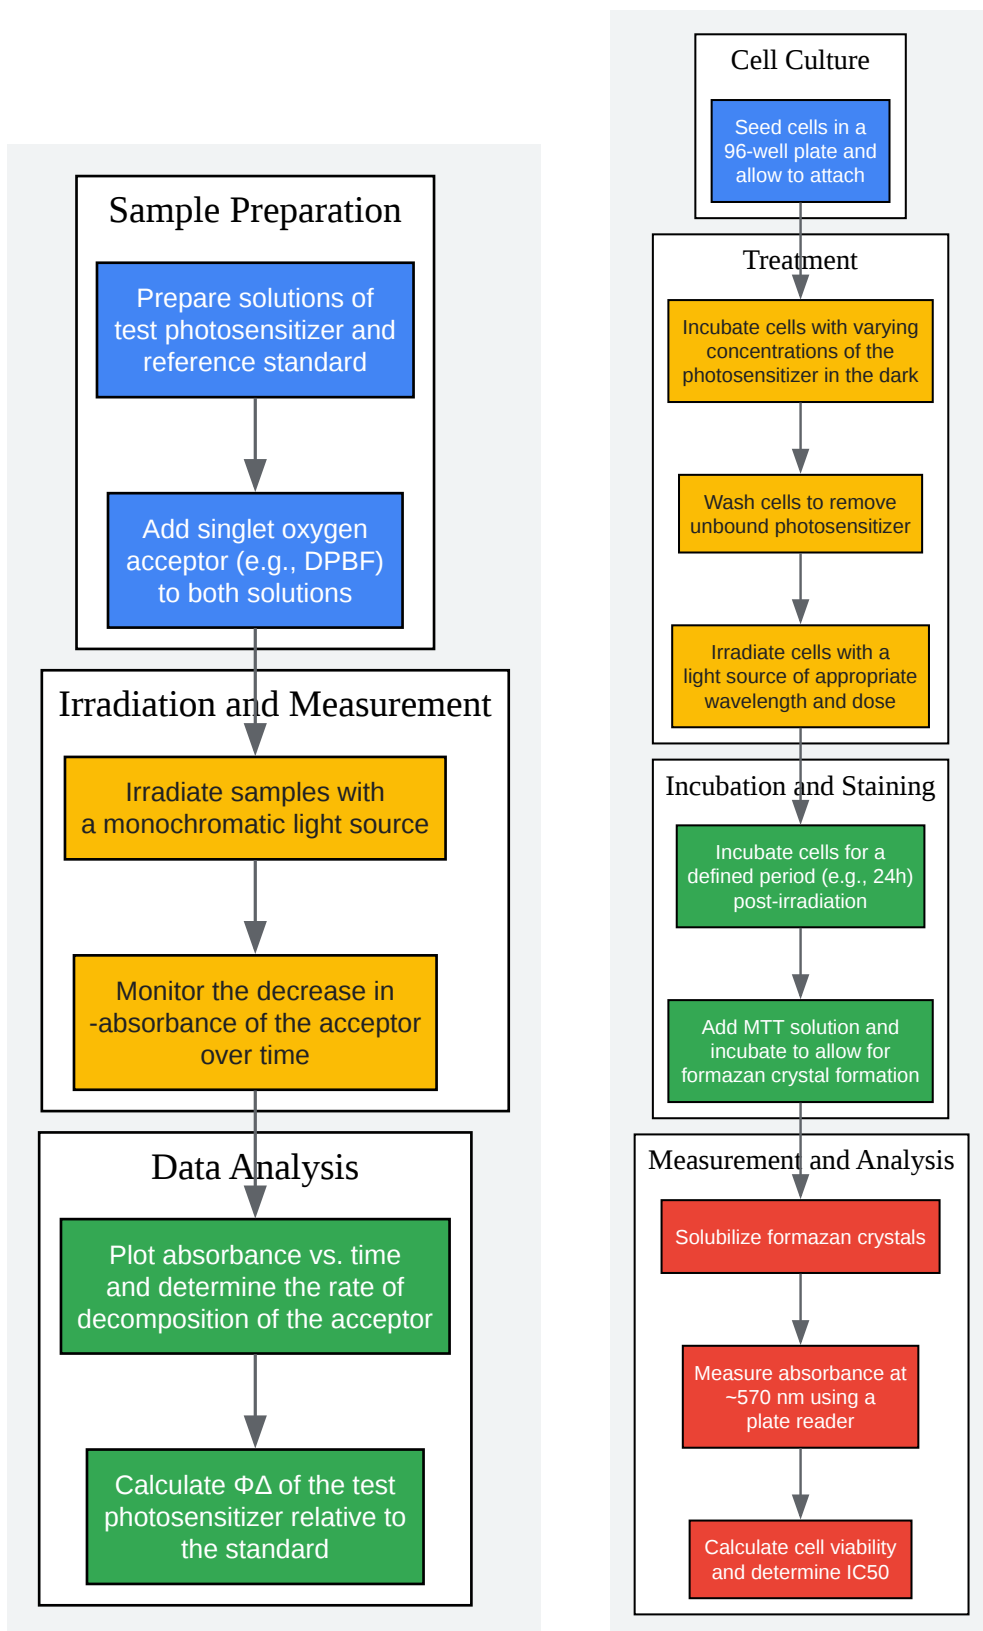 Sample Preparation
Prepare solutions of
test photosensitizer and
reference standard
Add singlet oxygen
acceptor (e.g., DPBF)
to both solutions
Irradiation and Measurement
Irradiate samples with
a monochromatic light source
Monitor the decrease in
-absorbance of the acceptor
over time
Data Analysis
Plot absorbance vs. time
and determine the rate of
decomposition of the acceptor
Calculate ΦΔ of the test
photosensitizer relative to
the standard
Cell Culture
Seed cells in a
96-well plate and
allow to attach
Treatment
Incubate cells with varying
concentrations of the
photosensitizer in the dark
Wash cells to remove
unbound photosensitizer
Irradiate cells with a
light source of appropriate
wavelength and dose
Incubation and Staining
Incubate cells for a
defined period (e.g., 24h)
post-irradiation
Add MTT solution and
incubate to allow for
formazan crystal formation
Measurement and Analysis
Solubilize formazan crystals
Measure absorbance at
~570 nm using a
plate reader
Calculate cell viability
and determine IC50